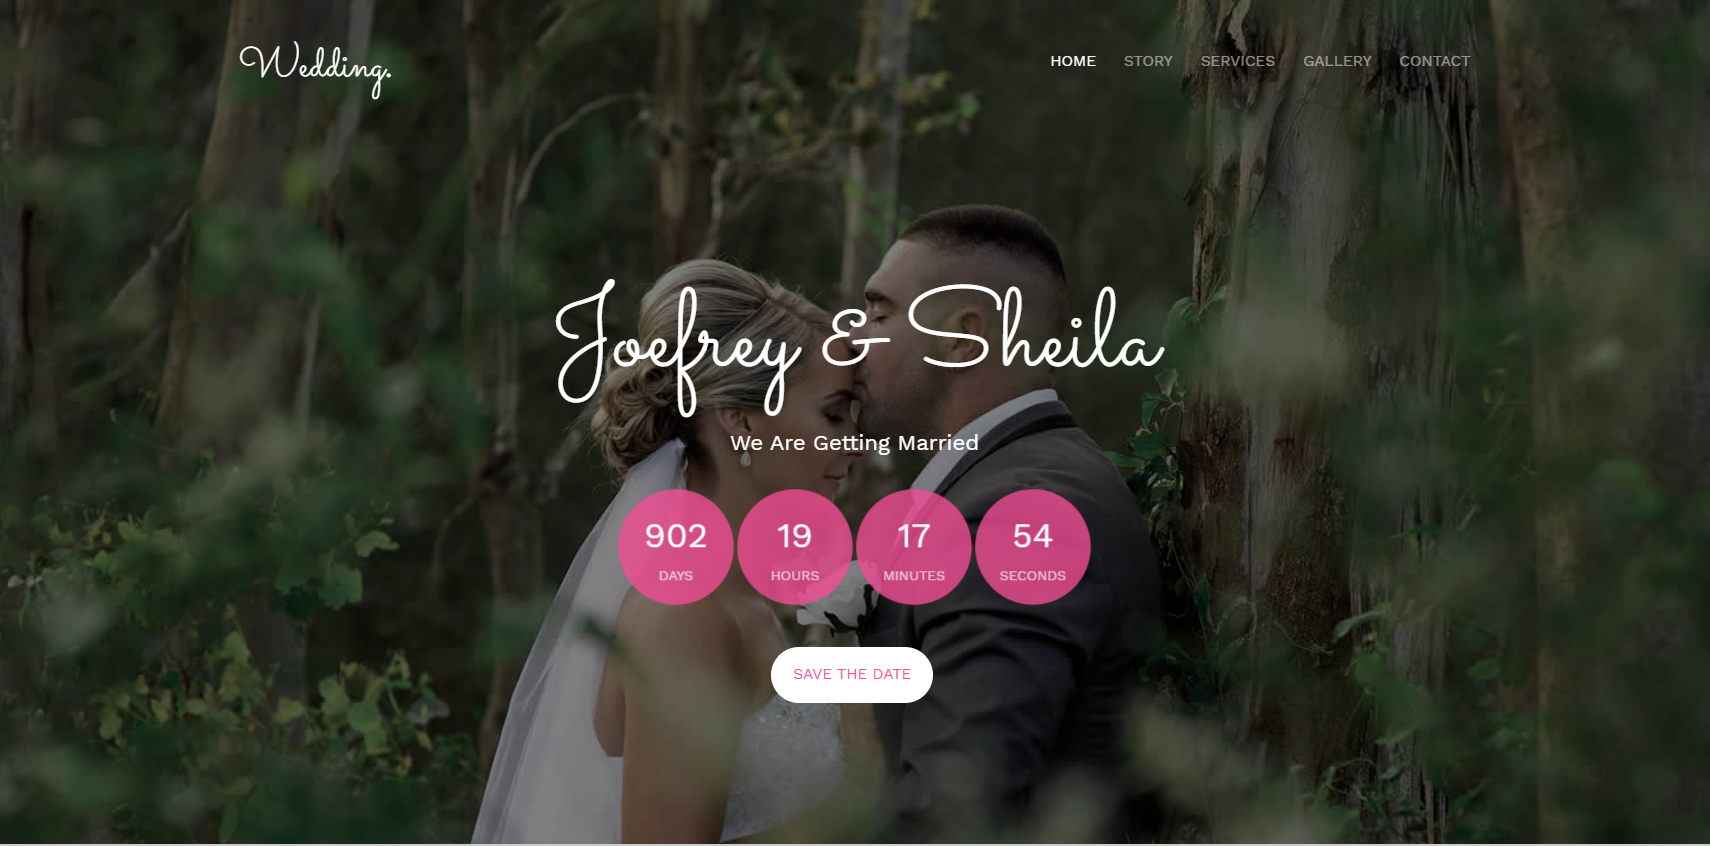 Wedding.
HOME STORY SERVICES GALLERY CONTACT
Joefrey & Sheila
We Are Getting Married
902 19 17 54
DAYS HOURS MINUTES SECONDS
SAVE THE DATE